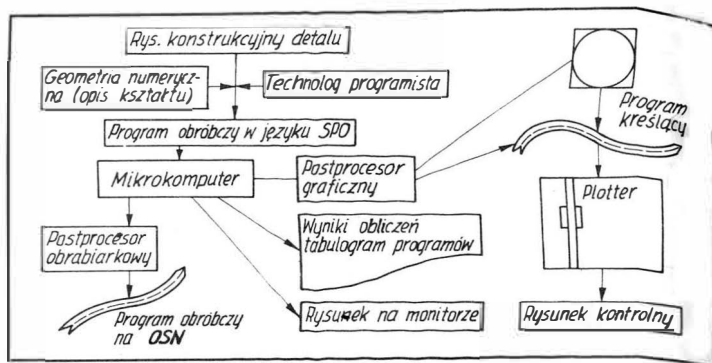 Rys. konstrukcyjny detalu
Geometria numerycz-
na (opis kształtu)
Technolog programista
Program obróbczy w języku SPO
Mikrokomputer
Postprocesor
graficzny
Program
kreślący
Plotter
Postprocesor
obrabiarkowy
Wyniki obliczeń
tabulogram programów
Program obróbczy
na OSN
Rysunek na monitorze
Rysunek kontrolny